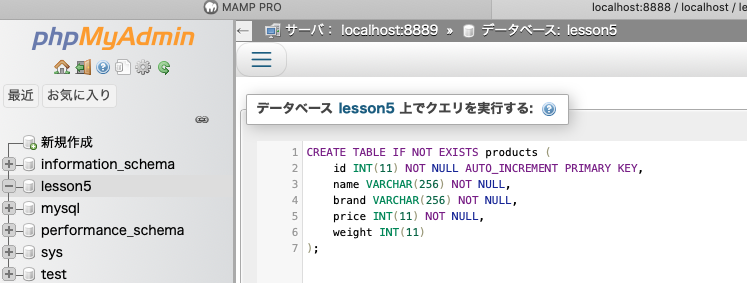 MAMP PRO
localhost:8888 / localhost / le
phpMyAdmin
最近 お気に入り
新規作成
information_schema
lesson5
mysql
performance_schema
sys
test
← サーバ： localhost:8889 » データベース: lesson5
データベース lesson5 上でクエリを実行する:
1 CREATE TABLE IF NOT EXISTS products (
2 id INT(11) NOT NULL AUTO_INCREMENT PRIMARY KEY,
3 name VARCHAR(256) NOT NULL,
4 brand VARCHAR(256) NOT NULL,
5 price INT(11) NOT NULL,
6 weight INT(11)
7 );